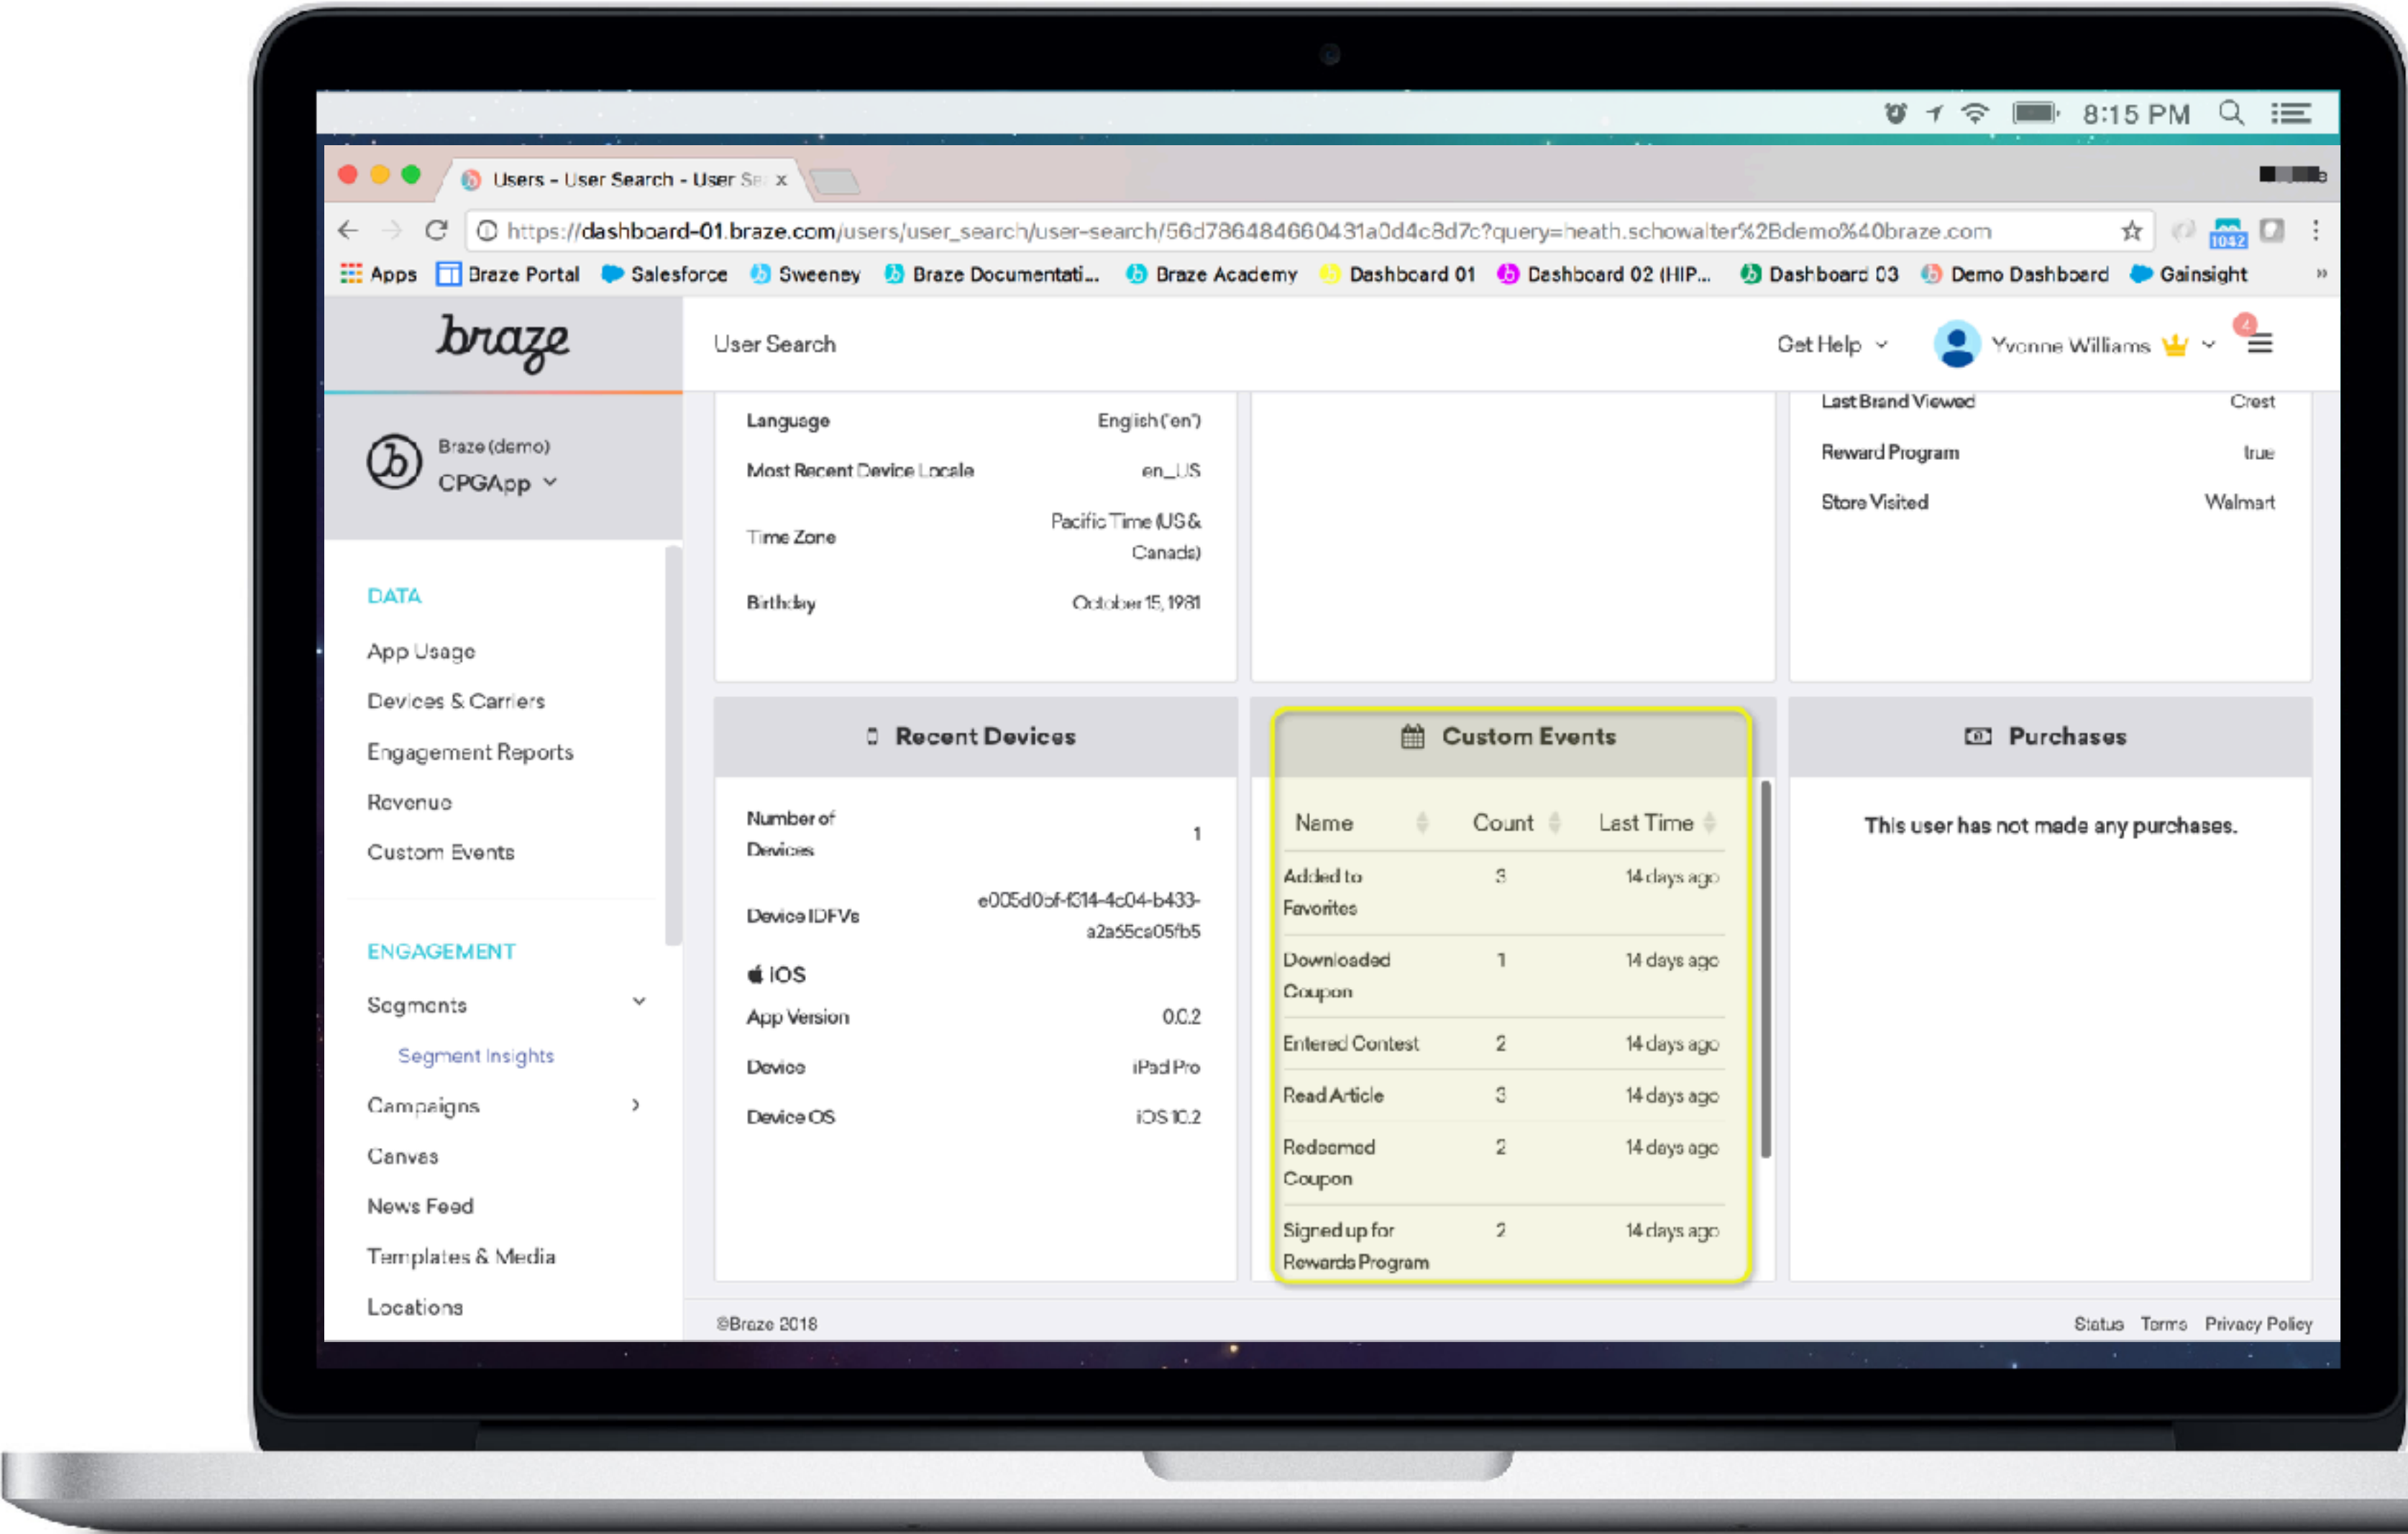 8:15 PM
Users - User Search - User Se x
https://dashboard-01.braze.com/users/user_search/user-search/56d786484660431a0d4c8d7c?query=heath.schowalter%2Bdemo%40braze.com
1042
Apps Braze Portal Salesforce Sweeney Braze Documentati... Braze Academy Dashboard 01 Dashboard 02 (HIP... Dashboard 03 Demo Dashboard Gainsight »
braze
User Search
Get Help
Yvonne Williams
Braze (demo)
CPGApp
DATA
App Usage
Devices & Carriers
Engagement Reports
Revenue
Custom Events
ENGAGEMENT
Segments
Segment Insights
Campaigns
Canvas
News Feed
Templates & Media
Locations
Language English ("en")
Most Recent Device Locale en_US
Time Zone Pacific Time (US &
Canada)
Birthday October 15, 1981
Last Brand Viewed Crest
Reward Program true
Store Visited Walmart
Recent Devices
Number of
Devices 1
Device IDFVs
a2a65ca05fb5
iOS
App Version 0.0.2
Device iPad Pro
Device OS iOS 10.2
Custom Events
Name Count Last Time
Added to 3 14 days ago
Favorites
Downloaded 1 14 days ago
Coupon
Entered Contest 2 14 days ago
Read Article 3 14 days ago
Redeemed 2 14 days ago
Coupon
Signed up for 2 14 days ago
Rewards Program
Purchases
This user has not made any purchases.
©Braze 2018
Status Terms Privacy Policy